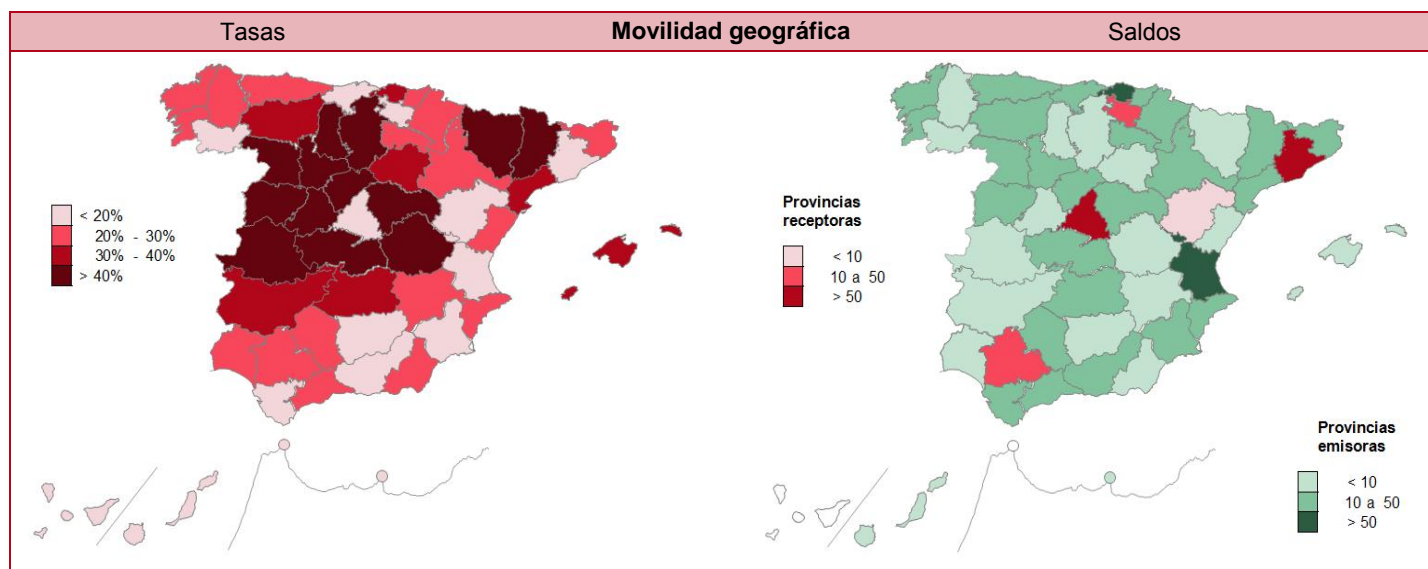 Tasas
Movilidad geográfica
Saldos
< 20%
20% - 30%
30% - 40%
> 40%
Provincias
receptoras
< 10
10 a 50
> 50
Provincias
emisoras
< 10
10 a 50
> 50